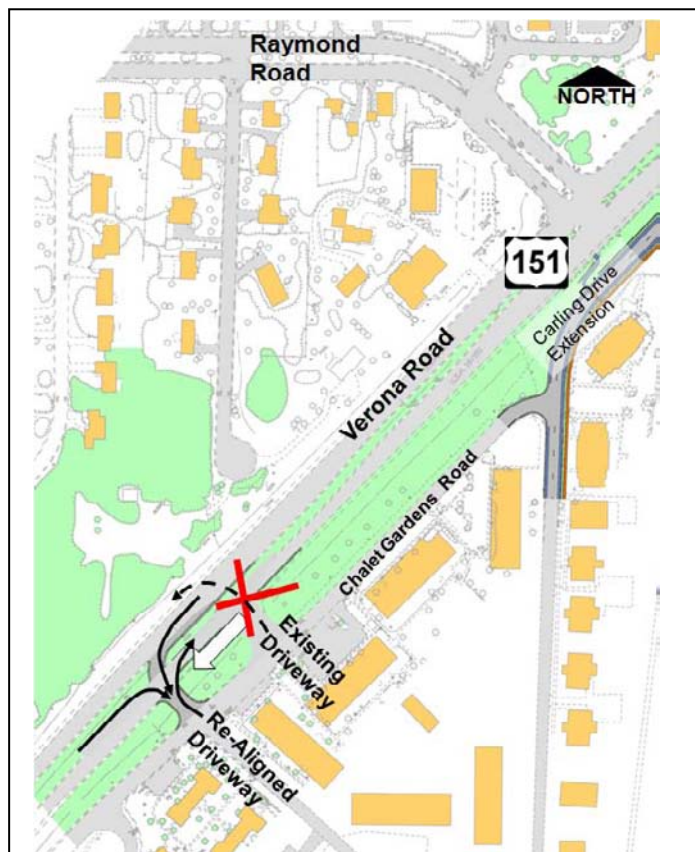 Raymond
Road
NORTH
151
Carling Drive
Extension
Verona Road
Chalet Gardens Road
Existing
Driveway
Re-Aligned
Driveway